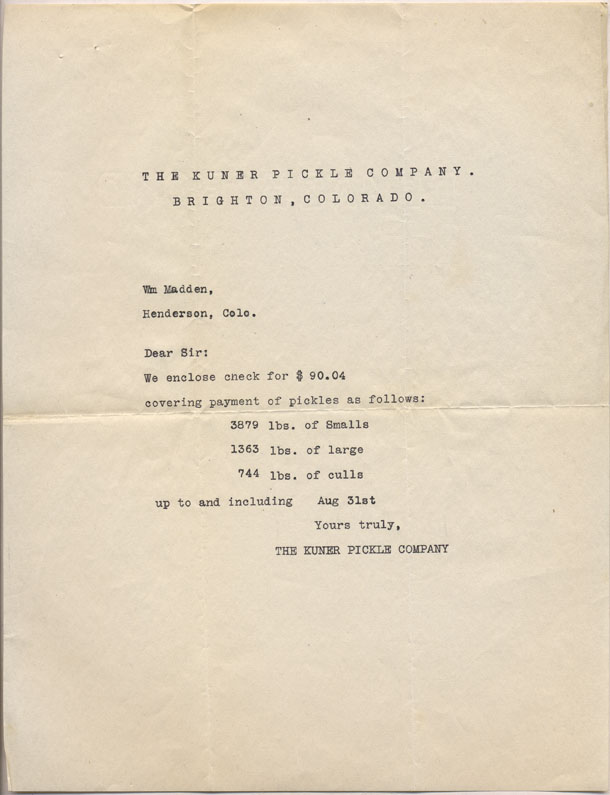 THE KUNER PICKLE COMPANY.
BRIGHTON, COLORADO.
Wm Madden,
Henderson, Colo.
Dear Sir:
We enclose check for $ 90.04
covering payment of pickles as follows:
3879 lbs. of Smalls
1363 lbs. of large
744 lbs. of culls
up to and including Aug 31st
Yours truly,
THE KUNER PICKLE COMPANY